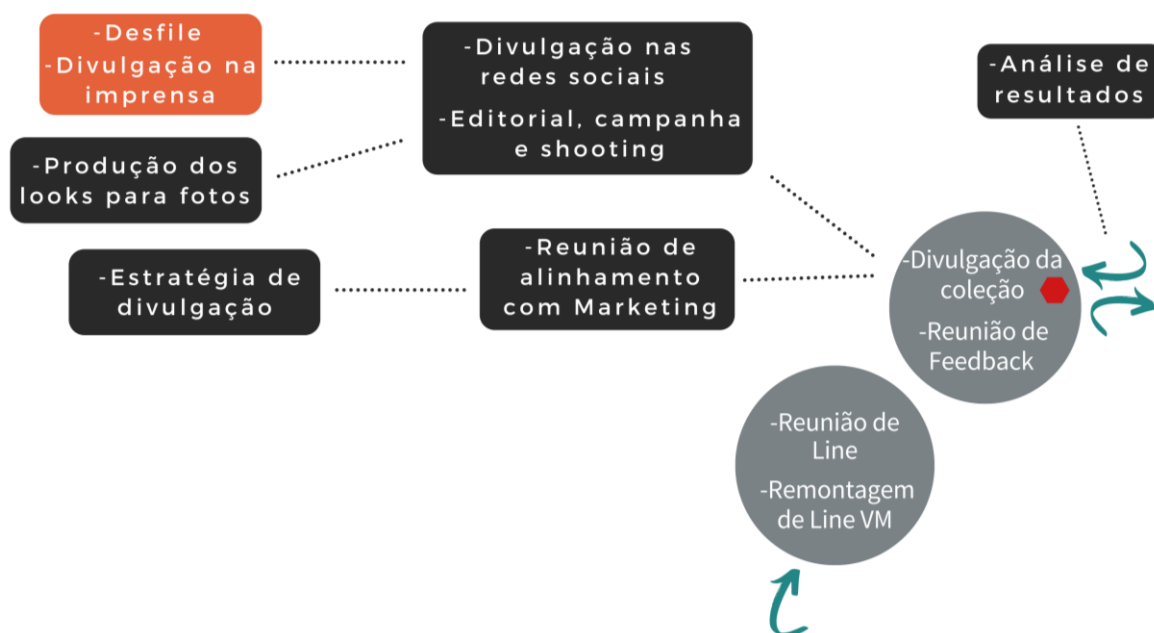 -Desfile
-Divulgação na
imprensa
-Divulgação nas
redes sociais
-Editorial, campanha
e shooting
-Análise de
resultados
-Produção dos
looks para fotos
-Estratégia de
divulgação
-Reunião de
alinhamento
com Marketing
-Divulgação da
coleção
-Reunião de
Feedback
-Reunião de
Line
-Remontagem
de Line VM